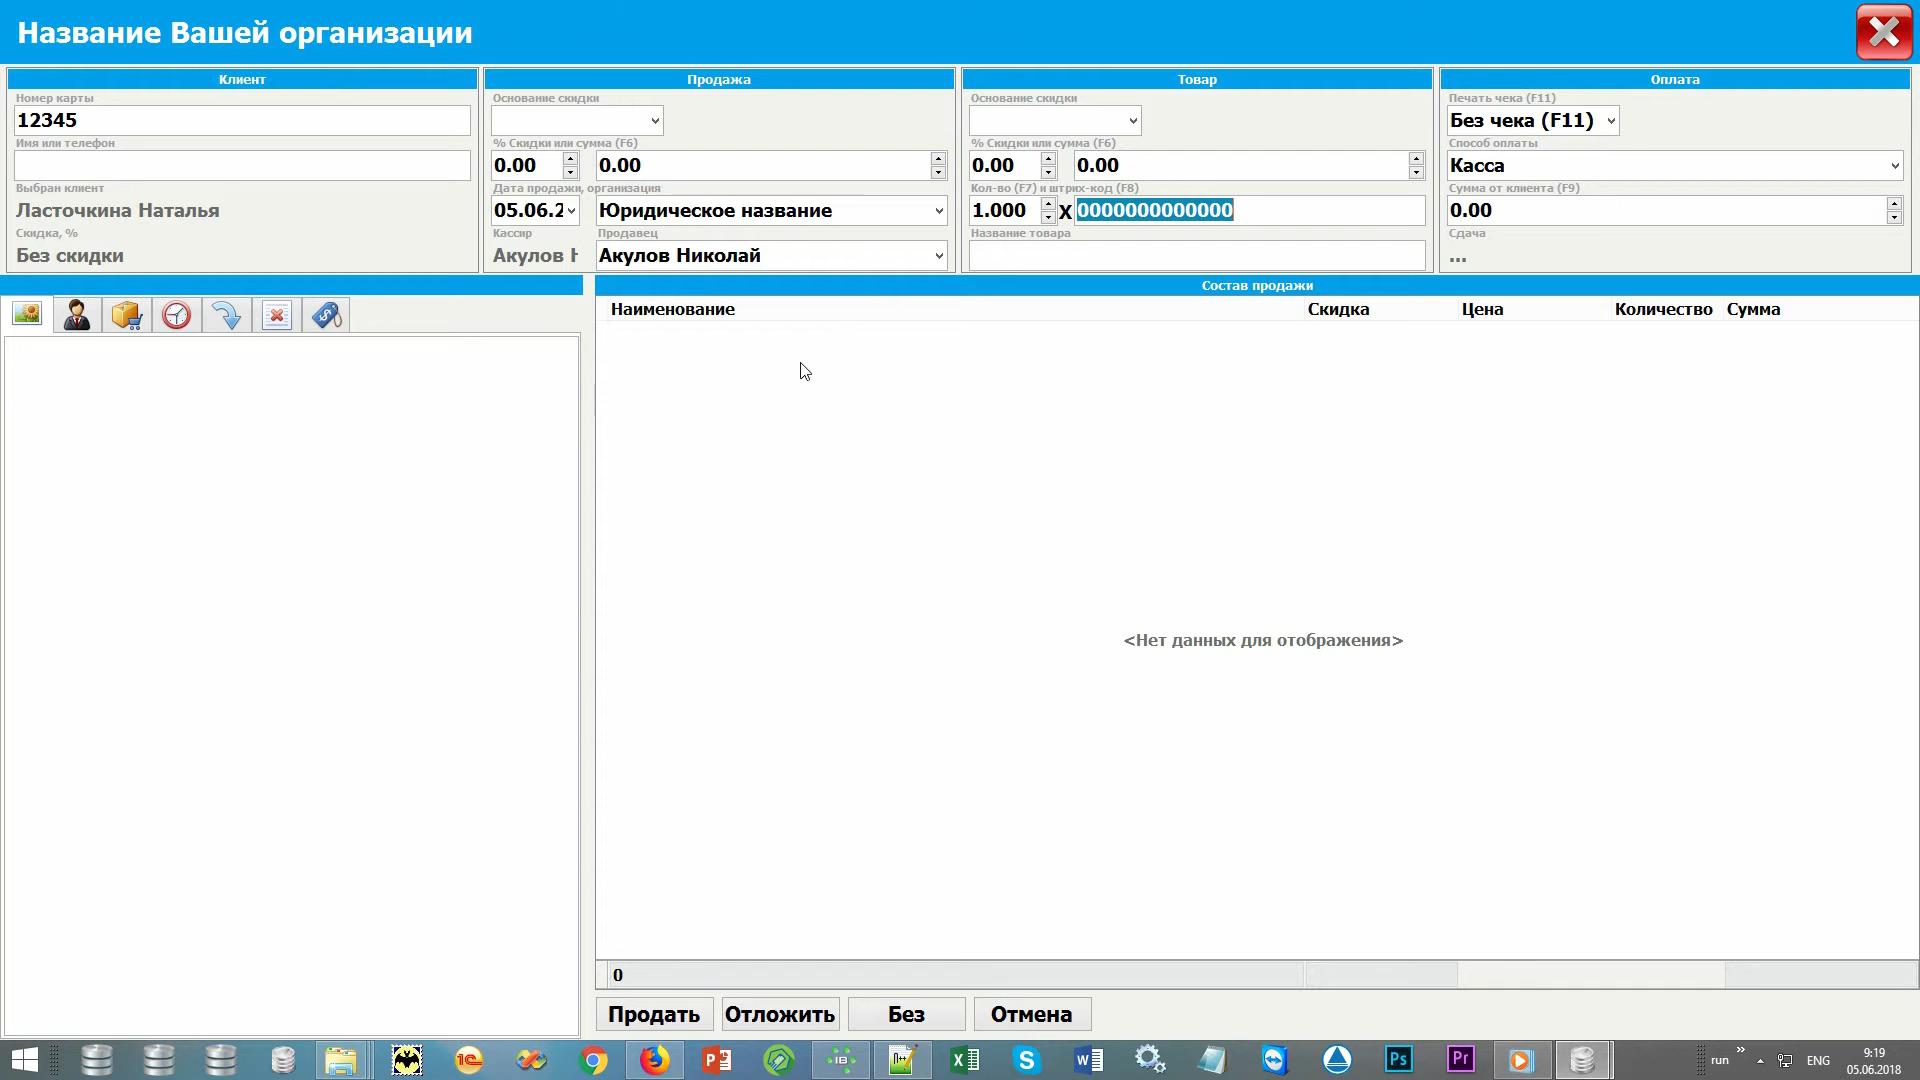 Название Вашей организации
Клиент
Номер карты
12345
Имя или телефон
Выбран клиент
Ласточкина Наталья
Скидка, %
Без скидки
Продажа
Основание скидки
% Скидки или сумма (F6)
0.00 0.00
Дата продажи, организация
05.06.2 Юридическое название
Кассир Продавец
Акулов Н Акулов Николай
Товар
Основание скидки
% Скидки или сумма (F6)
0.00 0.00
Кол-во (F7) и штрих-код (F8)
1.000 X 0000000000000
Название товара
Оплата
Печать чека (F11)
Без чека (F11)
Способ оплаты
Касса
Сумма от клиента (F9)
0.00
Сдача
...
Состав продажи
Наименование Скидка Цена Количество Сумма
<Нет данных для отображения>
0
Продать Отложить Без Отмена
run » ENG 9:19
05.06.2018